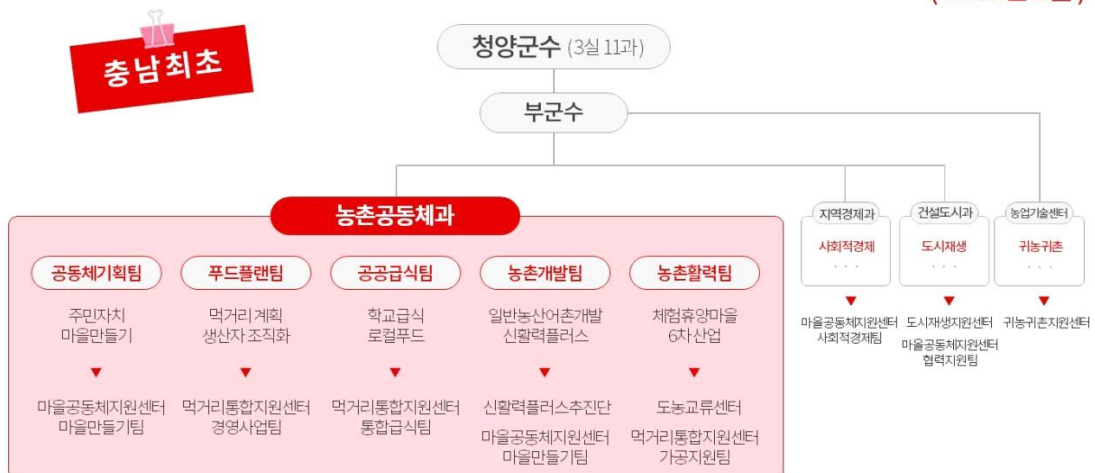 충남최초
청양군수 (3실 11과)
부군수
농촌공동체과
지역경제과
건설도시과
농업기술센터
사회적경제
...
도시재생
...
귀농귀촌
...
공동체기획팀
푸드플랜팀
공공급식팀
농촌개발팀
농촌활력팀
주민자치
마을만들기
먹거리 계획
생산자 조직화
학교급식
로컬푸드
일반농산어촌개발
신활력플러스
체험휴양마을
6차 산업
▼
▼
▼
▼
▼
▼
▼
▼
마을공동체지원센터
사회적경제팀
도시재생지원센터
마을공동체지원센터
협력지원팀
귀농귀촌지원센터
마을공동체지원센터
마을만들기팀
먹거리통합지원센터
경영사업팀
먹거리통합지원센터
통합급식팀
신활력플러스추진단
마을공동체지원센터
마을만들기팀
도농교류센터
먹거리통합지원센터
가공지원팀